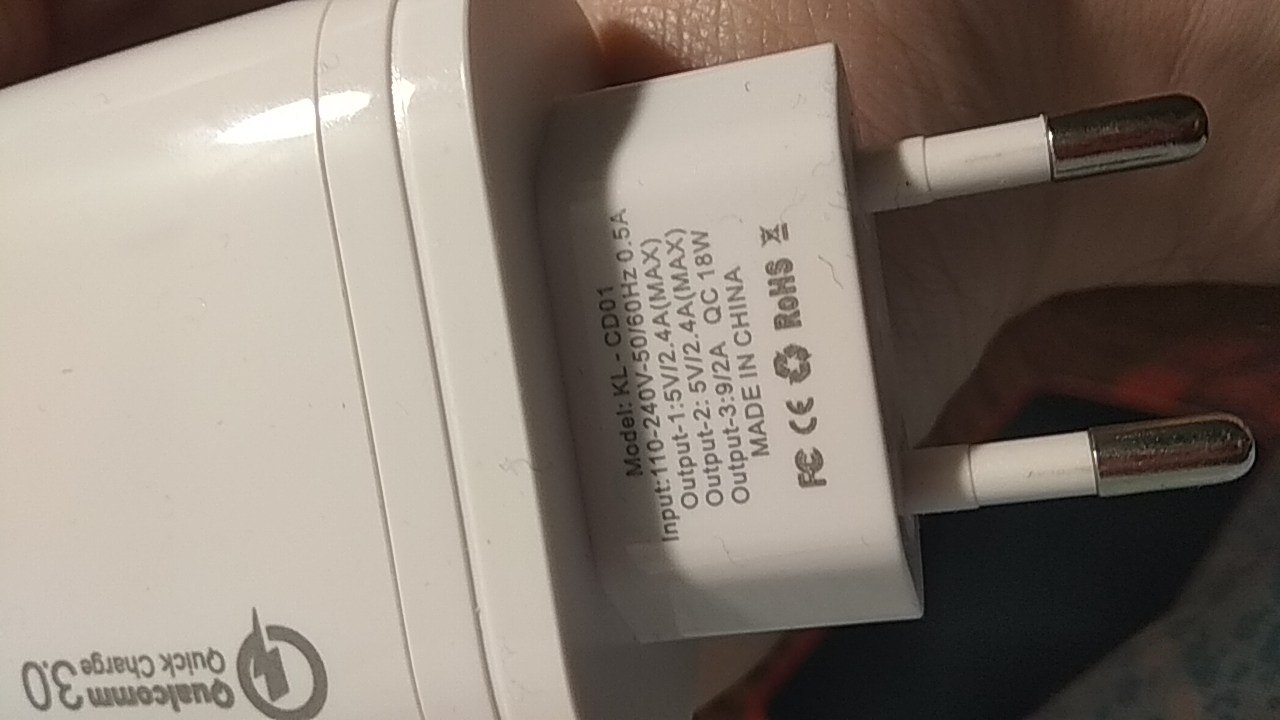 Model: KL - CD01
Input:110-240V-50/60Hz 0.5A
Output-1:5V/2.4A(MAX)
Output-2: 5V/2.4A(MAX)
Output-3:9/2A QC 18W
MADE IN CHINA
FC CE RoHS
Qualcomm
Quick Charge 3.0